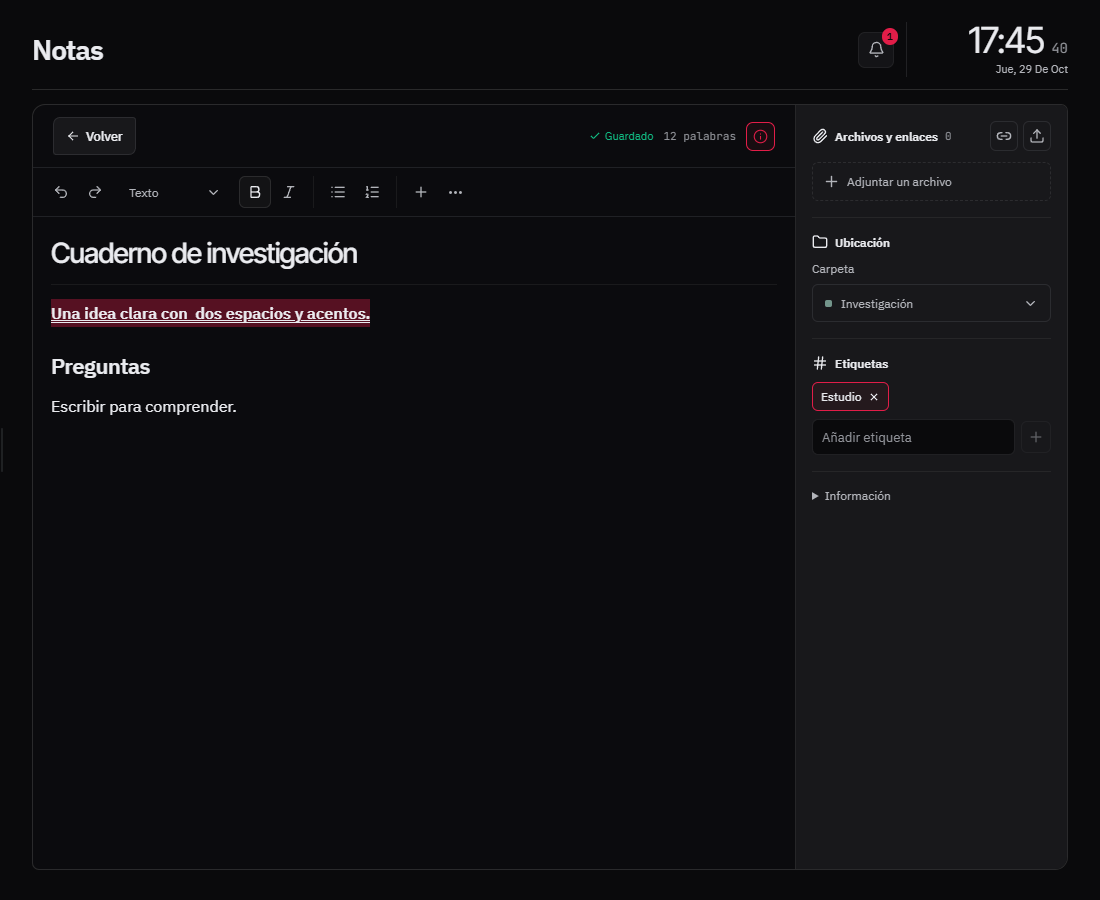 Notas
1
17:45 40
Jue, 29 De Oct
Volver
Guardado 12 palabras
Texto
B I
Cuaderno de investigación
Una idea clara con  dos espacios y acentos.
Preguntas
Escribir para comprender.
Archivos y enlaces 0
Adjuntar un archivo
Ubicación
Carpeta
Investigación
Etiquetas
Estudio
Añadir etiqueta
Información